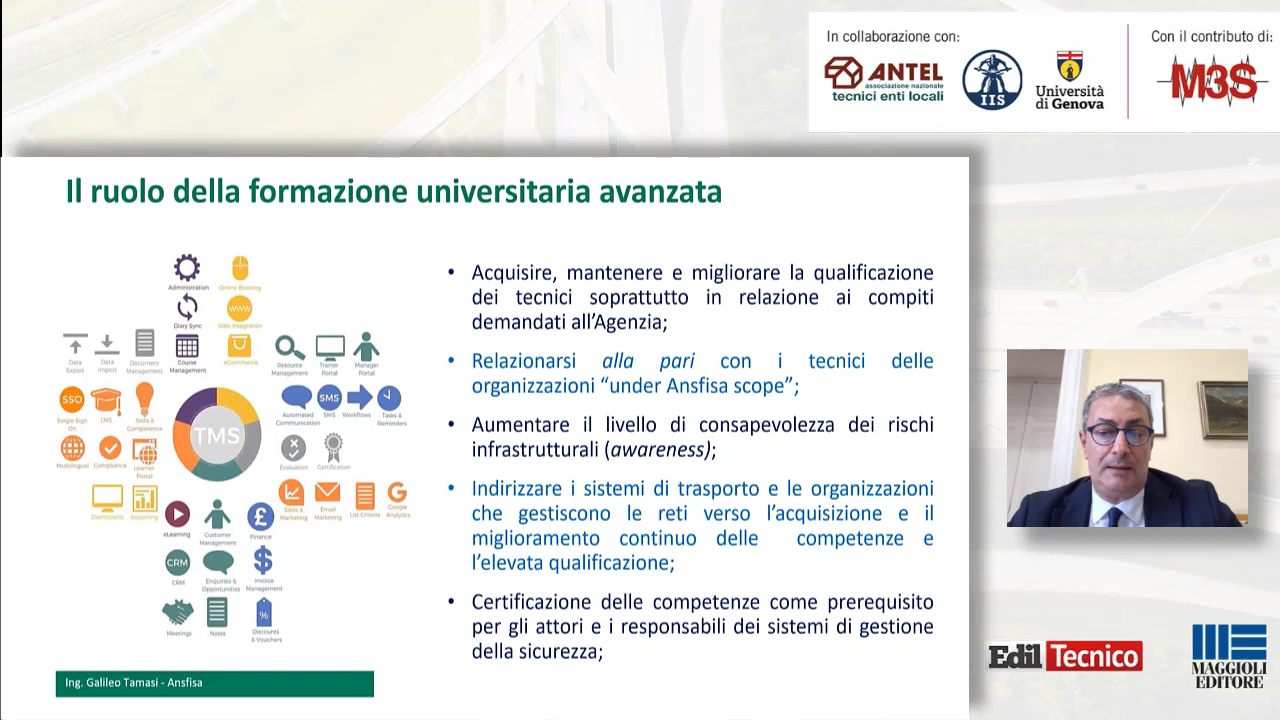 In collaborazione con:
Con il contributo di:
ANTEL
associazione nazionale
tecnici enti locali
IIS
Università
di Genova
M3S
Il ruolo della formazione universitaria avanzata
• Acquisire, mantenere e migliorare la qualificazione
dei tecnici soprattutto in relazione ai compiti
demandati all’Agenzia;
• Relazionarsi alla pari con i tecnici delle
organizzazioni “under Ansfisa scope”;
• Aumentare il livello di consapevolezza dei rischi
infrastrutturali (awareness);
• Indirizzare i sistemi di trasporto e le organizzazioni
che gestiscono le reti verso l’acquisizione e il
miglioramento continuo delle competenze e
l’elevata qualificazione;
• Certificazione delle competenze come prerequisito
per gli attori e i responsabili dei sistemi di gestione
della sicurezza;
Administration
Online Booking
WWW
Diary Sync
Web Integration
Data
Export
Data
Import
Document
Management
Course
Management
eCommerce
Resource
Management
Trainer
Portal
Manager
Portal
SSO
SMS
Single Sign
On
LMS
Skills &
Competence
Automated
Communication
SMS
Workflows
Tasks &
Reminders
TMS
Multilingual
Compliance
Learner
Portal
Evaluation
Certification
Dashboards
Reporting
Sales &
Marketing
Email
Marketing
List Criteria
Google
Analytics
eLearning
Customer
Management
£
Finance
CRM
$
CRM
Enquiries &
Opportunities
Invoice
Management
%
Meetings
Notes
Discounts
& Vouchers
Ing. Galileo Tamasi - Ansfisa
Edil Tecnico
MAGGIOLI
EDITORE